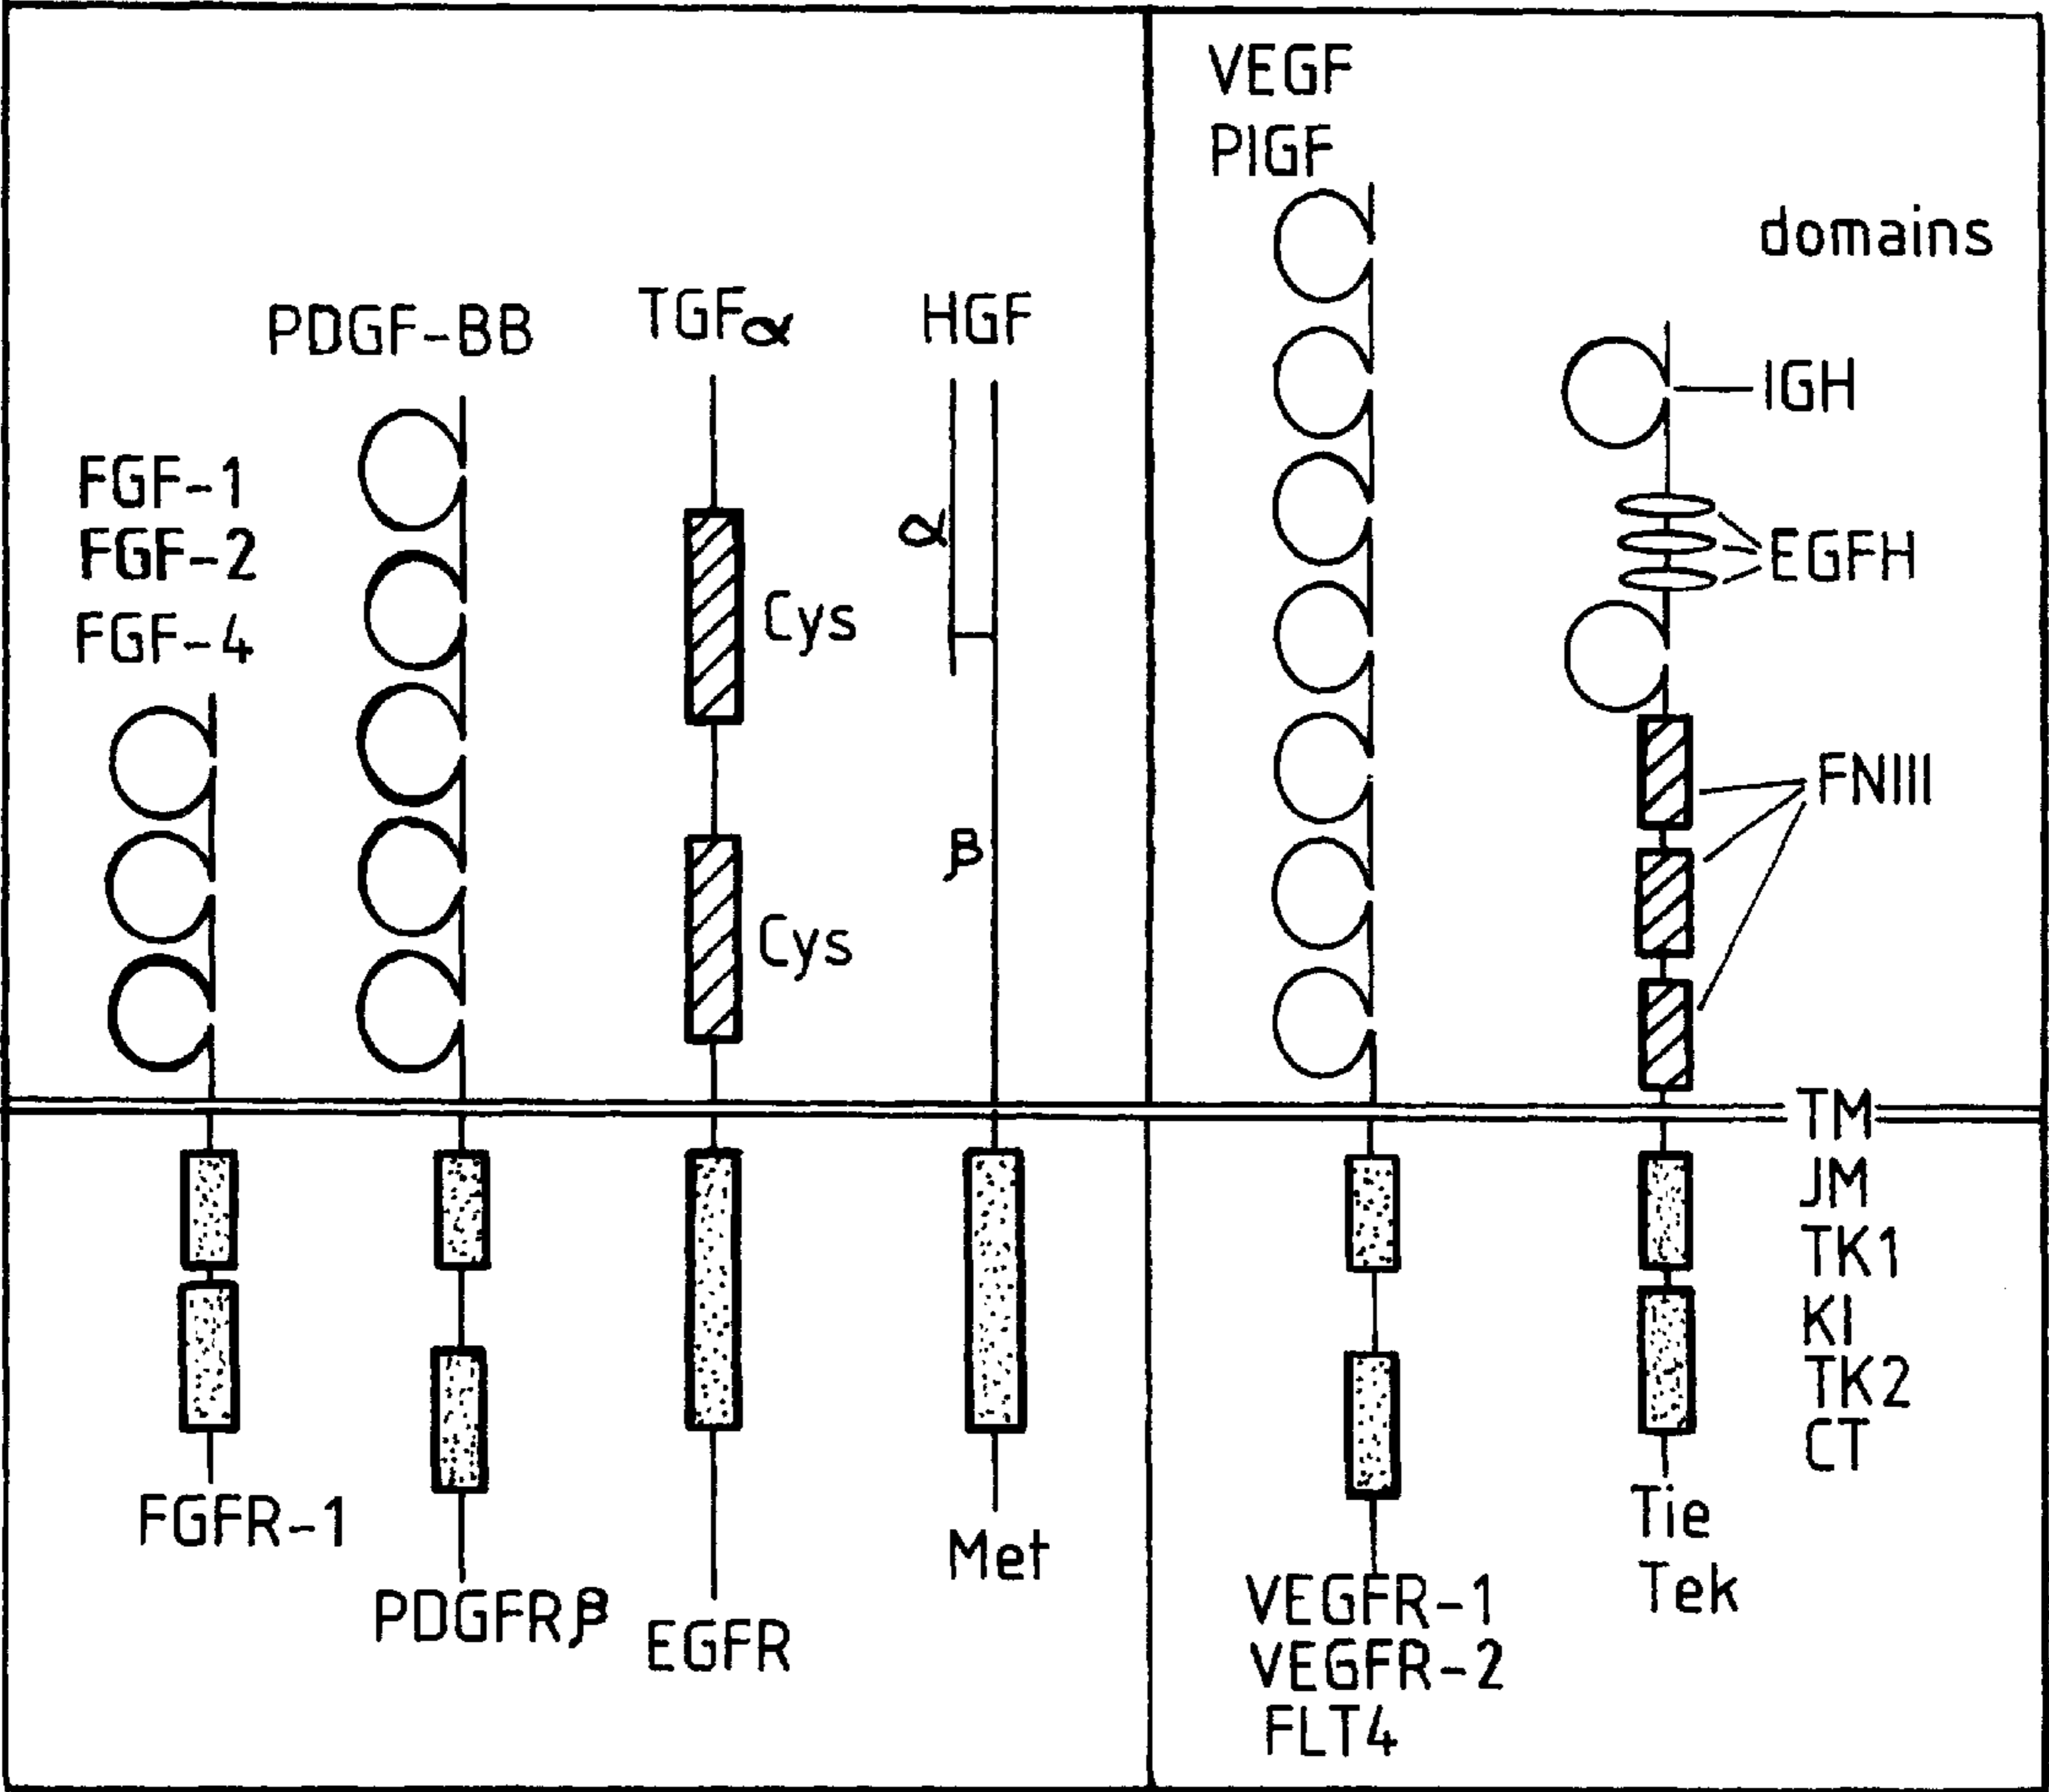 FGF-1
FGF-2
FGF-4
PDGF-BB
TGFα
HGF
Cys
Cys
α
β
FGFR-1
PDGFRβ
EGFR
Met
VEGF
PIGF
domains
IGH
EGFH
FNIII
TM
JM
TK1
KI
TK2
CT
VEGFR-1
VEGFR-2
FLT4
Tie
Tek